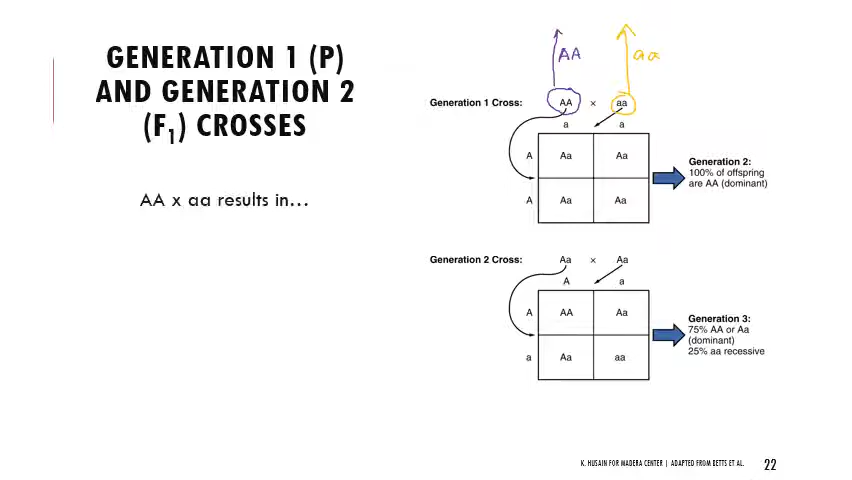 GENERATION 1 (P)
AND GENERATION 2
(F1) CROSSES
AA x aa results in...
AA
aa
Generation 1 Cross: AA × aa
a a
A Aa Aa
A Aa Aa
Generation 2:
100% of offspring
are AA (dominant)
Generation 2 Cross: Aa × Aa
A a
A AA Aa
a Aa aa
Generation 3:
75% AA or Aa
(dominant)
25% aa recessive
K. HUSAIN FOR MADERA CENTER | ADAPTED FROM BETTS ET AL.
22